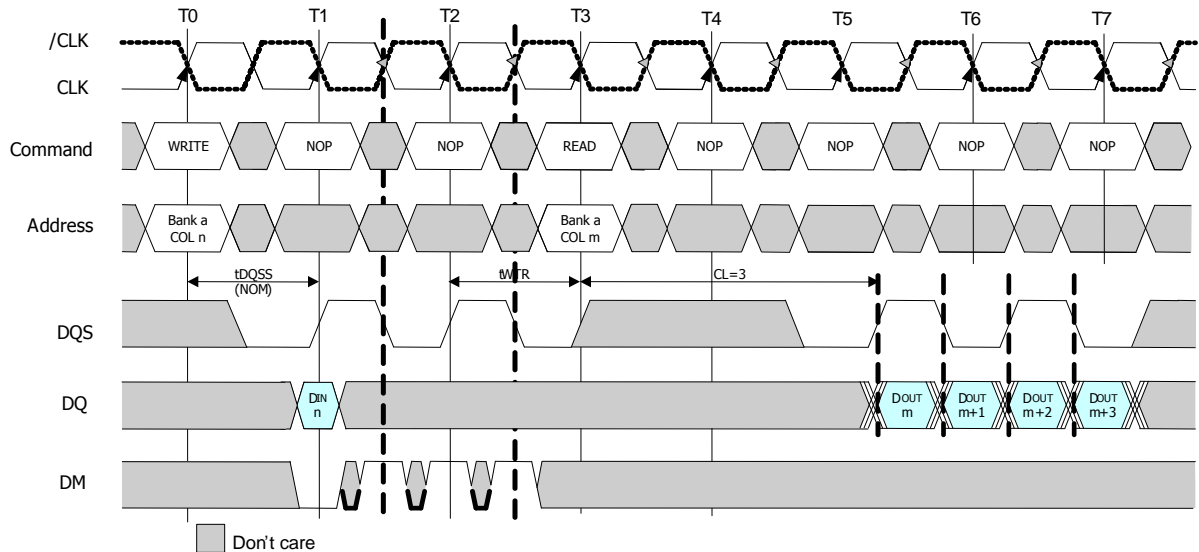 T0 T1 T2 T3 T4 T5 T6 T7
/CLK
CLK
Command WRITE NOP NOP READ NOP NOP NOP NOP
Address Bank a COL n Bank a COL m
tDQSS (NOM) tWTR CL=3
DQS
DQ DIN n DOUT m DOUT m+1 DOUT m+2 DOUT m+3
DM
Don't care